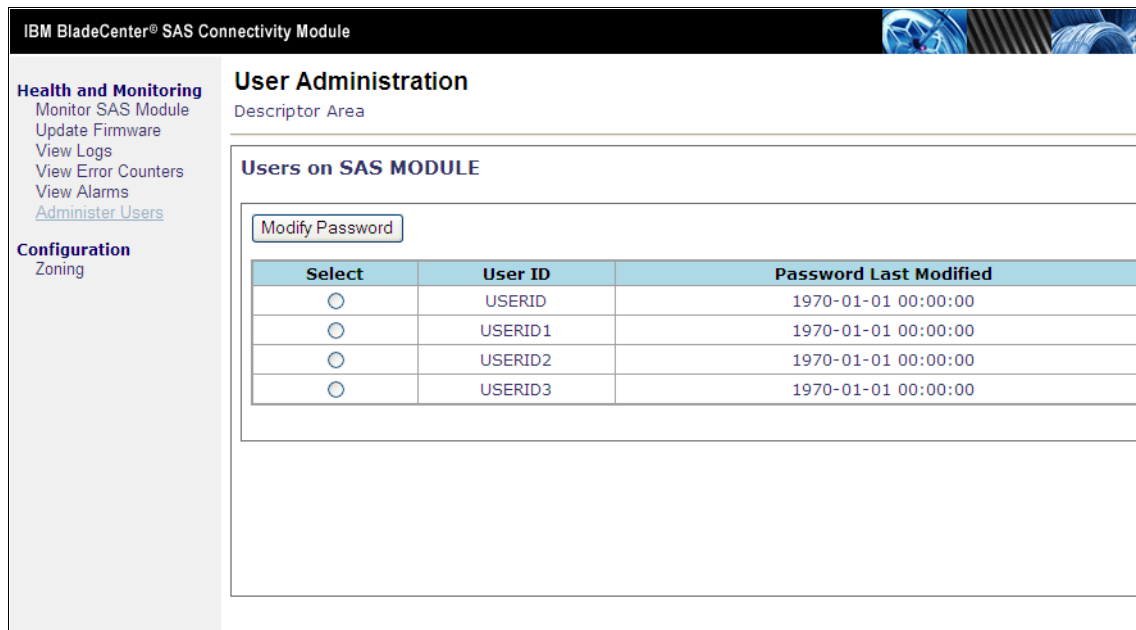 IBM BladeCenter® SAS Connectivity Module
Health and Monitoring
Monitor SAS Module
Update Firmware
View Logs
View Error Counters
View Alarms
Administer Users
Configuration
Zoning
User Administration
Descriptor Area
Users on SAS MODULE
Modify Password
Select User ID Password Last Modified
USERID 1970-01-01 00:00:00
USERID1 1970-01-01 00:00:00
USERID2 1970-01-01 00:00:00
USERID3 1970-01-01 00:00:00